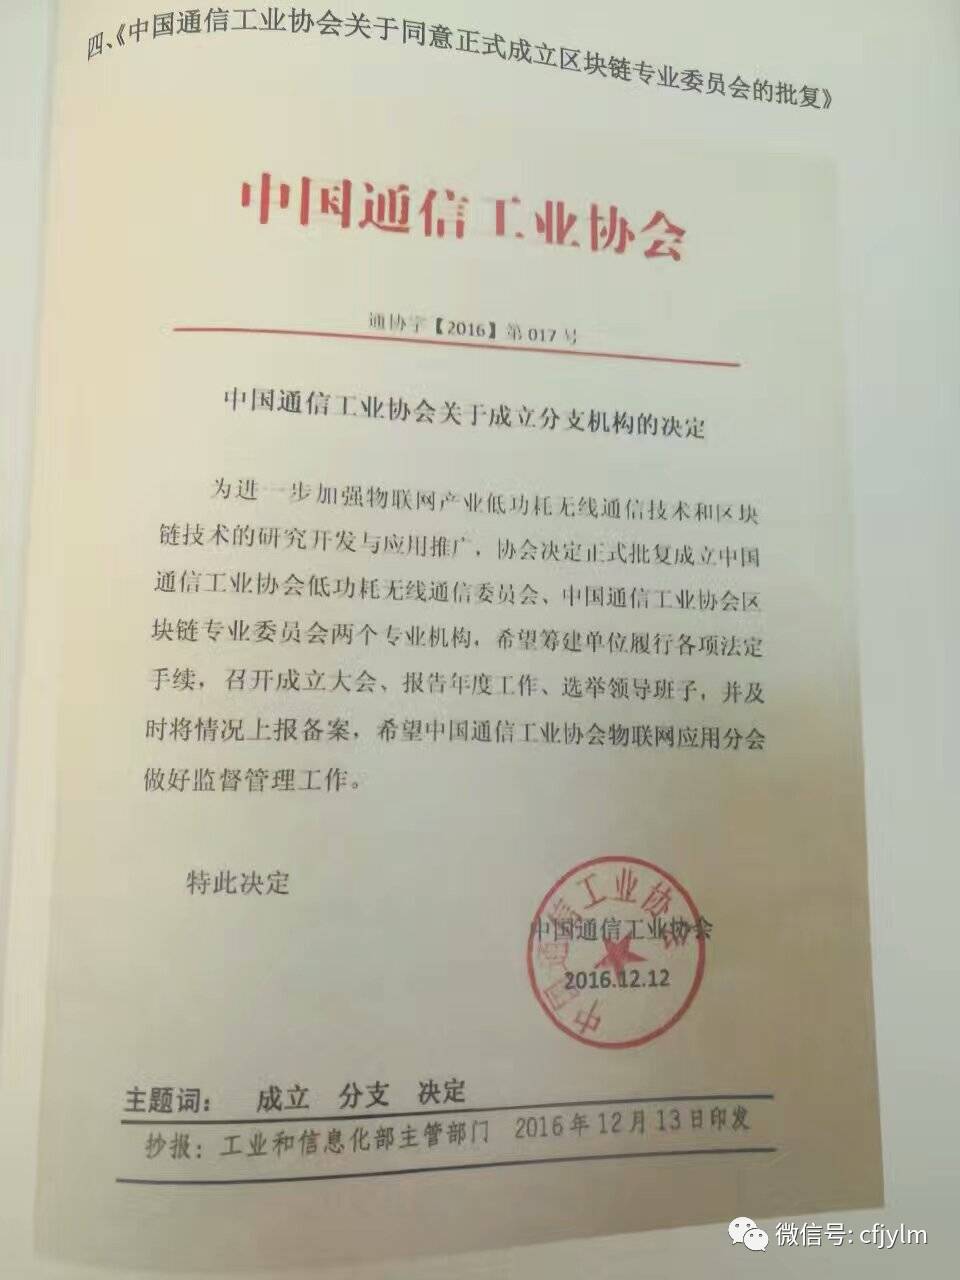 四、《中国通信工业协会关于同意正式成立区块链专业委员会的批复》
中国通信工业协会
通协字【2016】第 017 号
中国通信工业协会关于成立分支机构的决定
为进一步加强物联网产业低功耗无线通信技术和区块
链技术的研究开发与应用推广，协会决定正式批复成立中国
通信工业协会低功耗无线通信委员会、中国通信工业协会区
块链专业委员会两个专业机构，希望筹建单位履行各项法定
手续，召开成立大会、报告年度工作、选举领导班子，并及
时将情况上报备案，希望中国通信工业协会物联网应用分会
做好监督管理工作。
特此决定
中国通信工业协会
中国通信工业协会
2016.12.12
主题词： 成立 分支 决定
抄报：工业和信息化部主管部门 2016 年 12 月 13 日印发
微信号: cfjylm